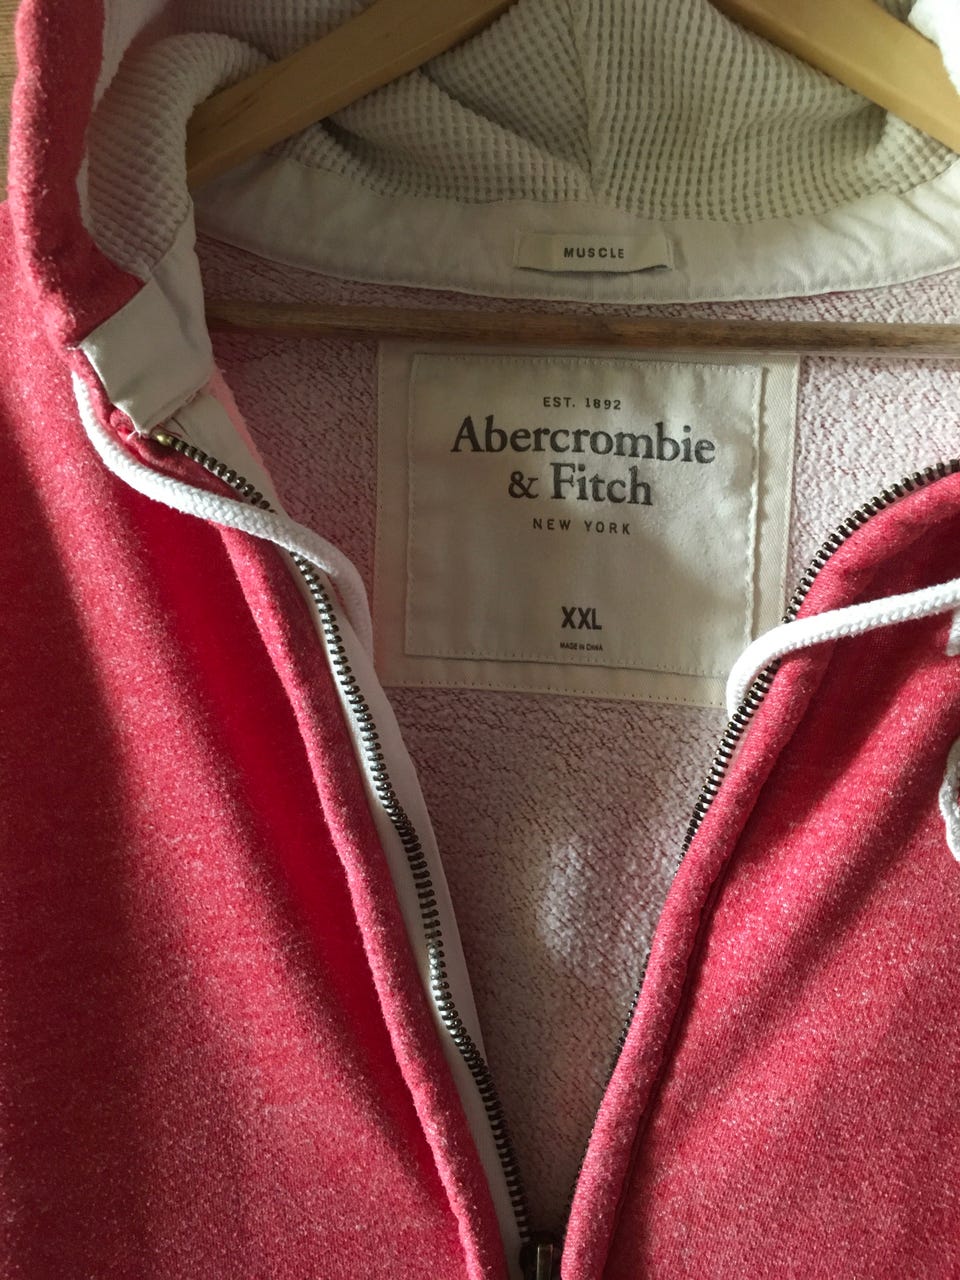 MUSCLE
EST. 1892
Abercrombie
& Fitch
NEW YORK
XXL
MADE IN CHINA